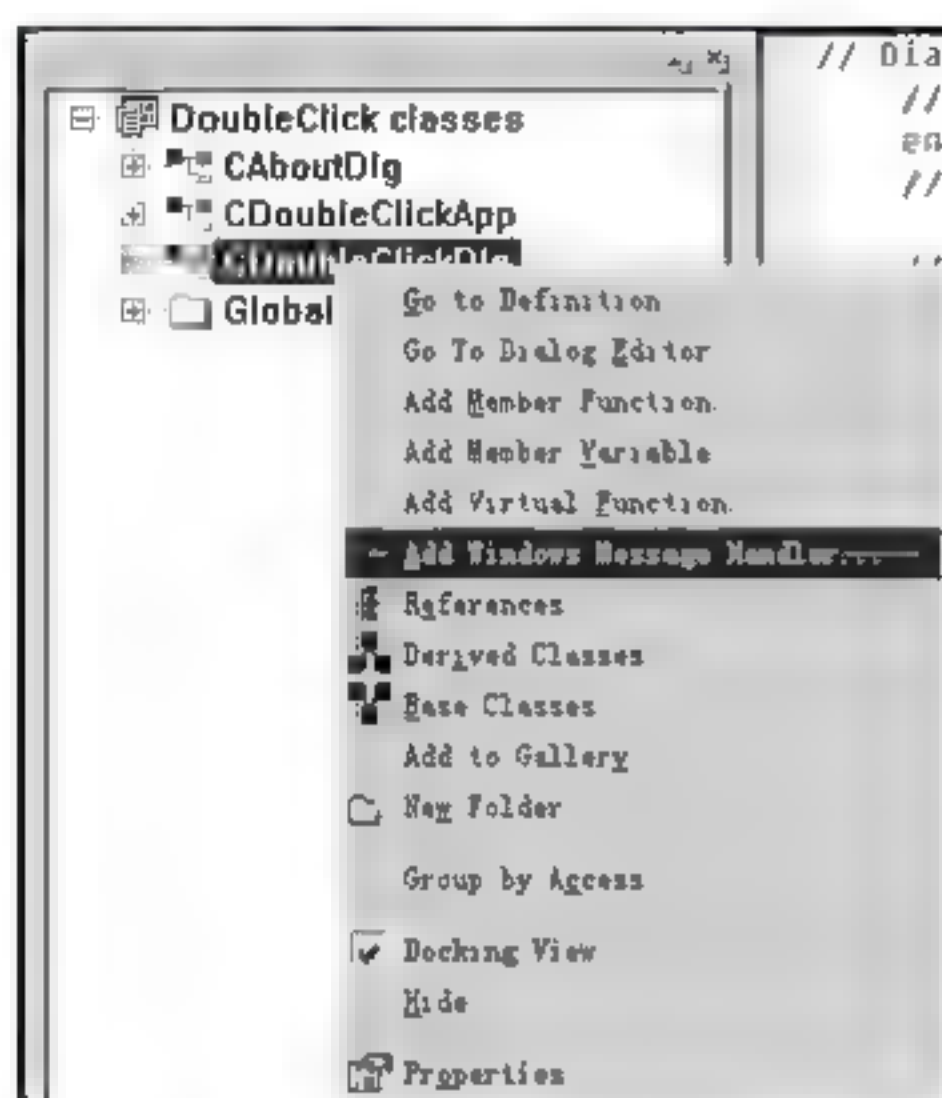 // Dia
//
en
//
DoubleClick classes
CAboutDlg
CDoubleClickApp
CDoubleClickDlg
Global
Go to Definition
Go To Dialog Editor
Add Member Function.
Add Member Variable
Add Virtual Function.
Add Windows Message Handler...
References
Derived Classes
Base Classes
Add to Gallery
New Folder
Group by Access
Docking View
Hide
Properties